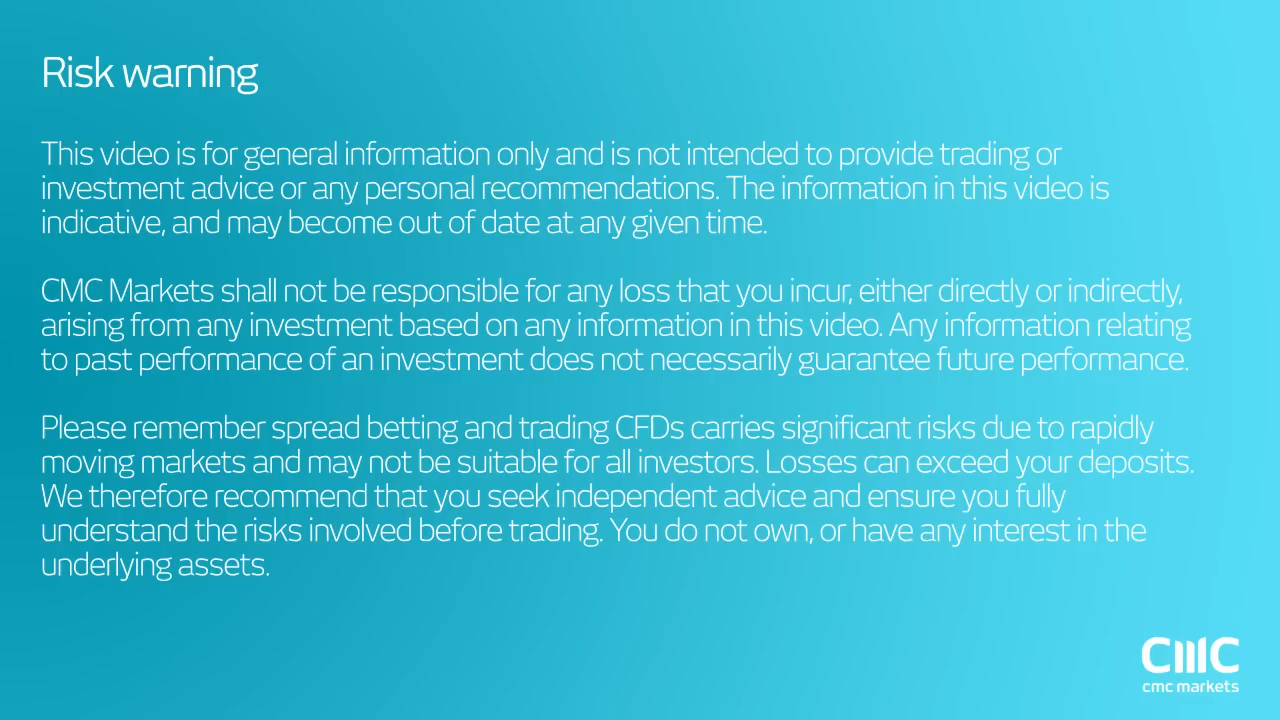 Risk warning
This video is for general information only and is not intended to provide trading or
investment advice or any personal recommendations. The information in this video is
indicative, and may become out of date at any given time.
CMC Markets shall not be responsible for any loss that you incur, either directly or indirectly,
arising from any investment based on any information in this video. Any information relating
to past performance of an investment does not necessarily guarantee future performance.
Please remember spread betting and trading CFDs carries significant risks due to rapidly
moving markets and may not be suitable for all investors. Losses can exceed your deposits.
We therefore recommend that you seek independent advice and ensure you fully
understand the risks involved before trading. You do not own, or have any interest in the
underlying assets.
cmc
cmc markets